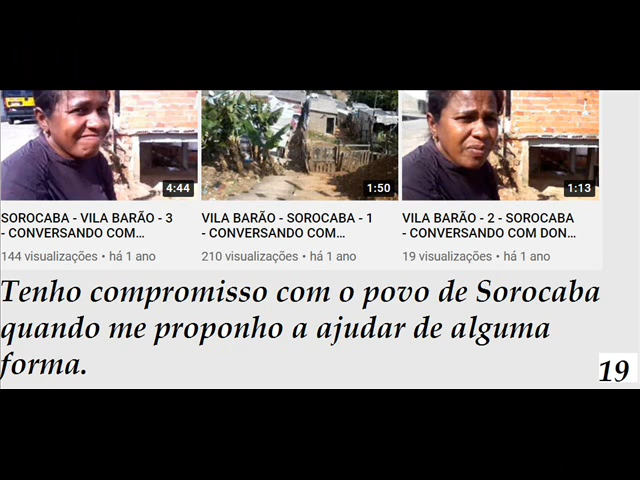 4:44
1:50
1:13
SOROCABA - VILA BARÃO - 3
- CONVERSANDO COM...
144 visualizações • há 1 ano
VILA BARÃO - SOROCABA - 1
- CONVERSANDO COM...
210 visualizações • há 1 ano
VILA BARÃO - 2 - SOROCABA
- CONVERSANDO COM DON...
19 visualizações • há 1 ano
Tenho compromisso com o povo de Sorocaba
quando me proponho a ajudar de alguma
forma.
19